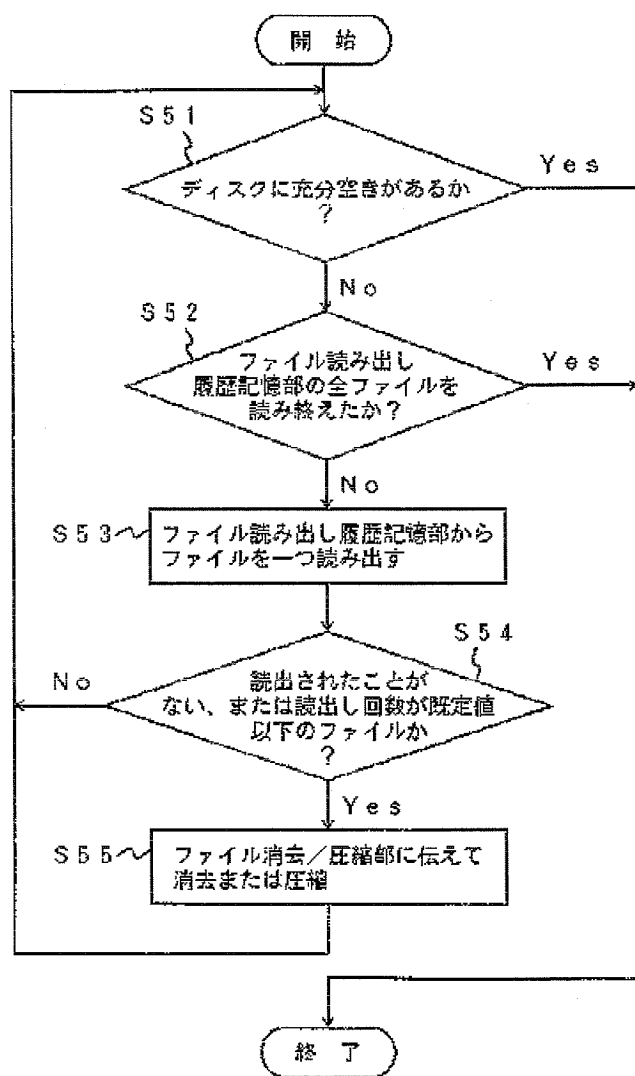 開 始
S51
ディスクに充分空きがあるか
?
Yes
No
S52
ファイル読み出し
履歴記憶部の全ファイルを
読み終えたか?
Yes
No
S53
ファイル読み出し履歴記憶部から
ファイルを一つ読み出す
S54
読出されたことが
ない、または読出し回数が既定値
以下のファイルか
?
No
Yes
S55
ファイル消去/圧縮部に伝えて
消去または圧縮
終 了